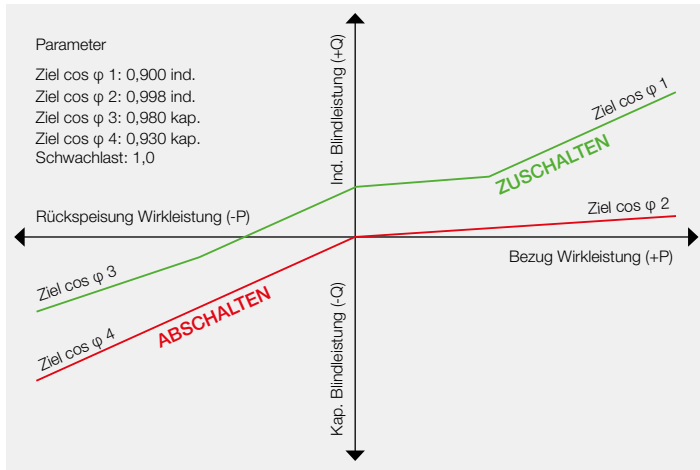 Parameter
Ziel cos φ 1: 0,900 ind.
Ziel cos φ 2: 0,998 ind.
Ziel cos φ 3: 0,980 kap.
Ziel cos φ 4: 0,930 kap.
Schwachlast: 1,0
Ind. Blindleistung (+Q)
Ziel cos φ 1
ZUSCHALTEN
Rückspeisung Wirkleistung (-P)
Ziel cos φ 2
Bezug Wirkleistung (+P)
Ziel cos φ 3
ABSCHALTEN
Ziel cos φ 4
Kap. Blindleistung (-Q)